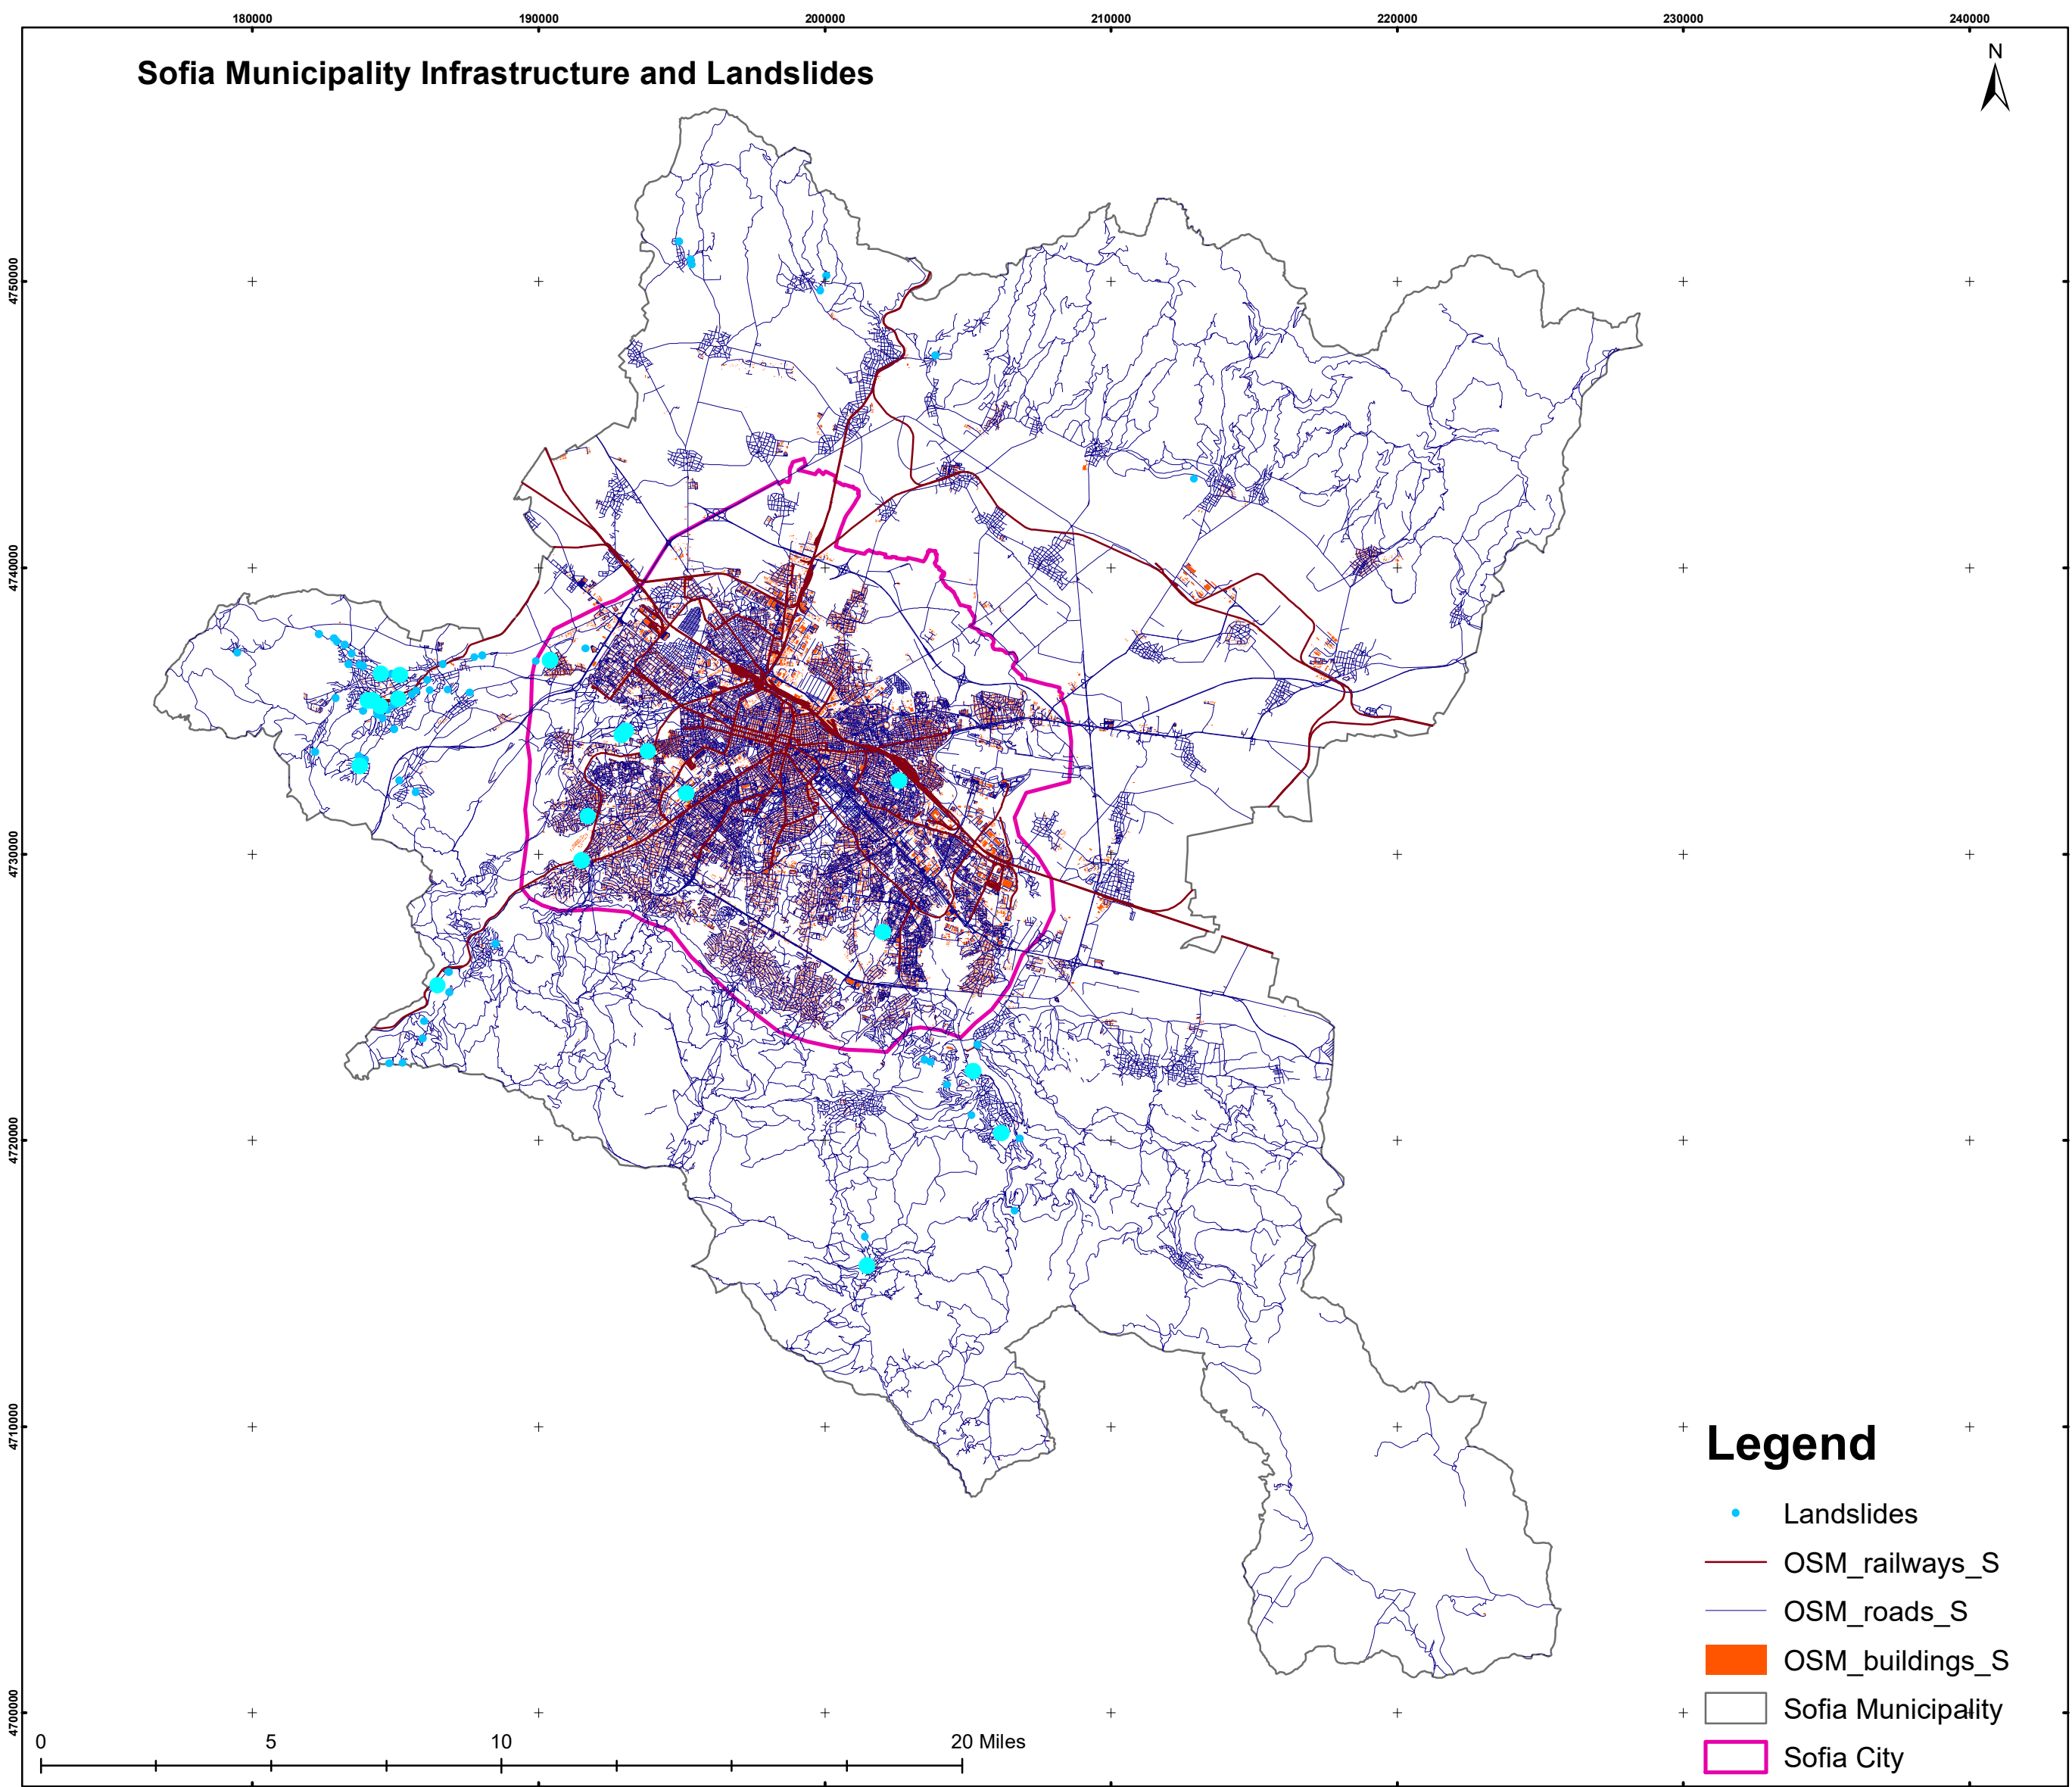 180000 190000 200000 210000 220000 230000 240000
Sofia Municipality Infrastructure and Landslides
N
4750000
4740000
4730000
4720000
4710000
4700000
Legend
Landslides
OSM_railways_S
OSM_roads_S
OSM_buildings_S
Sofia Municipality
Sofia City
0 5 10 20 Miles